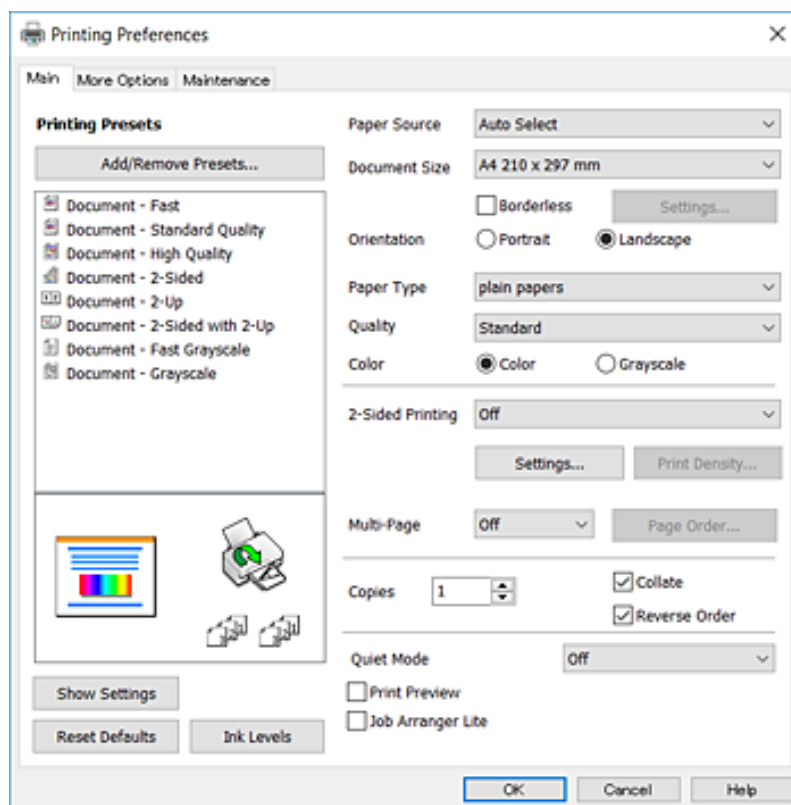 Printing Preferences
Main
More Options
Maintenance
Printing Presets
Add/Remove Presets...
Document - Fast
Document - Standard Quality
Document - High Quality
Document - 2-Sided
Document - 2-Up
Document - 2-Sided with 2-Up
Document - Fast Grayscale
Document - Grayscale
Show Settings
Reset Defaults
Ink Levels
Paper Source
Auto Select
Document Size
A4 210 x 297 mm
Borderless
Settings...
Orientation
Portrait
Landscape
Paper Type
plain papers
Quality
Standard
Color
Color
Grayscale
2-Sided Printing
Off
Settings...
Print Density...
Multi-Page
Off
Page Order...
Copies
1
Collate
Reverse Order
Quiet Mode
Off
Print Preview
Job Arranger Lite
OK
Cancel
Help